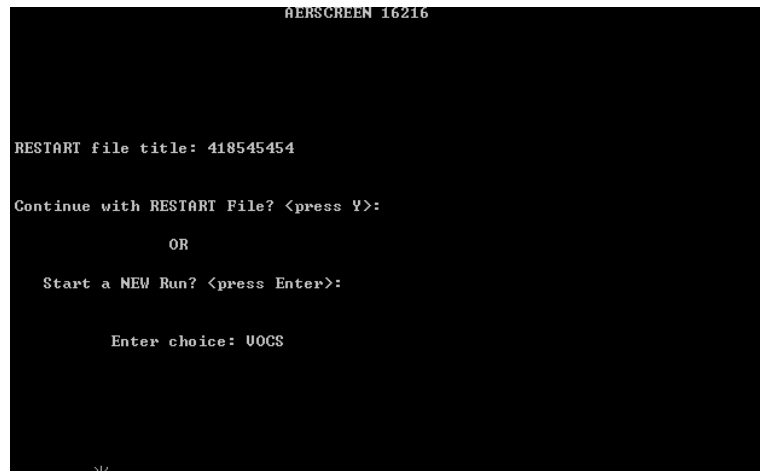 AERSCREEN 16216
RESTART file title: 418545454
Continue with RESTART File? <press Y>:
OR
Start a NEW Run? <press Enter>:
Enter choice: VOCS